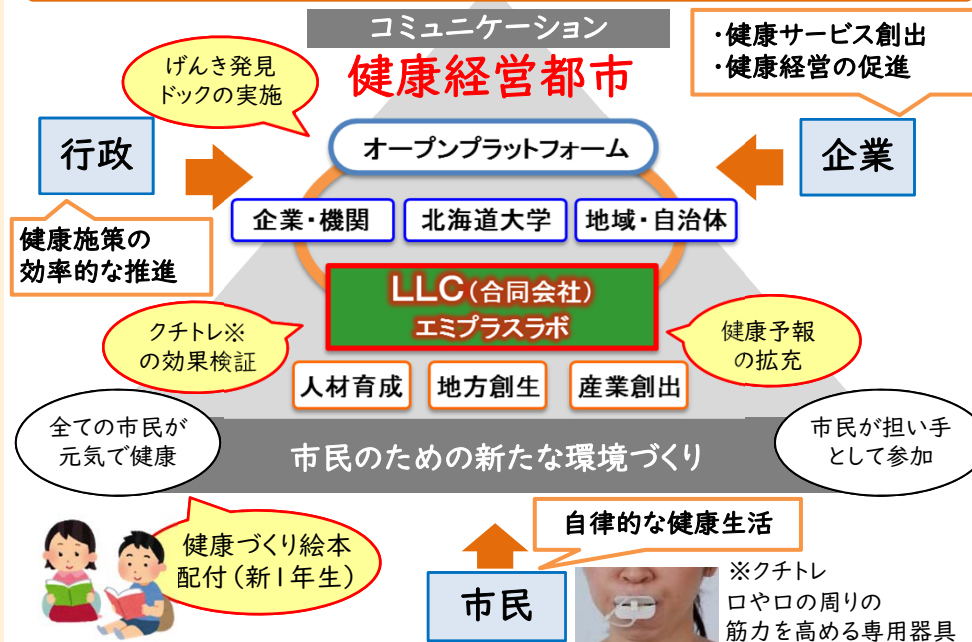 コミュニケーション
健康経営都市
げんき発見
ドックの実施
・健康サービス創出
・健康経営の促進
行政
オープンプラットフォーム
企業
企業・機関
北海道大学
地域・自治体
健康施策の
効率的な推進
LLC(合同会社)
エミプラスラボ
クチトレ※
の効果検証
健康予報
の拡充
人材育成
地方創生
産業創出
全ての市民が
元気で健康
市民のための新たな環境づくり
市民が担い手
として参加
健康づくり絵本
配付(新1年生)
自律的な健康生活
市民
※クチトレ
口や口の周りの
筋力を高める専用器具